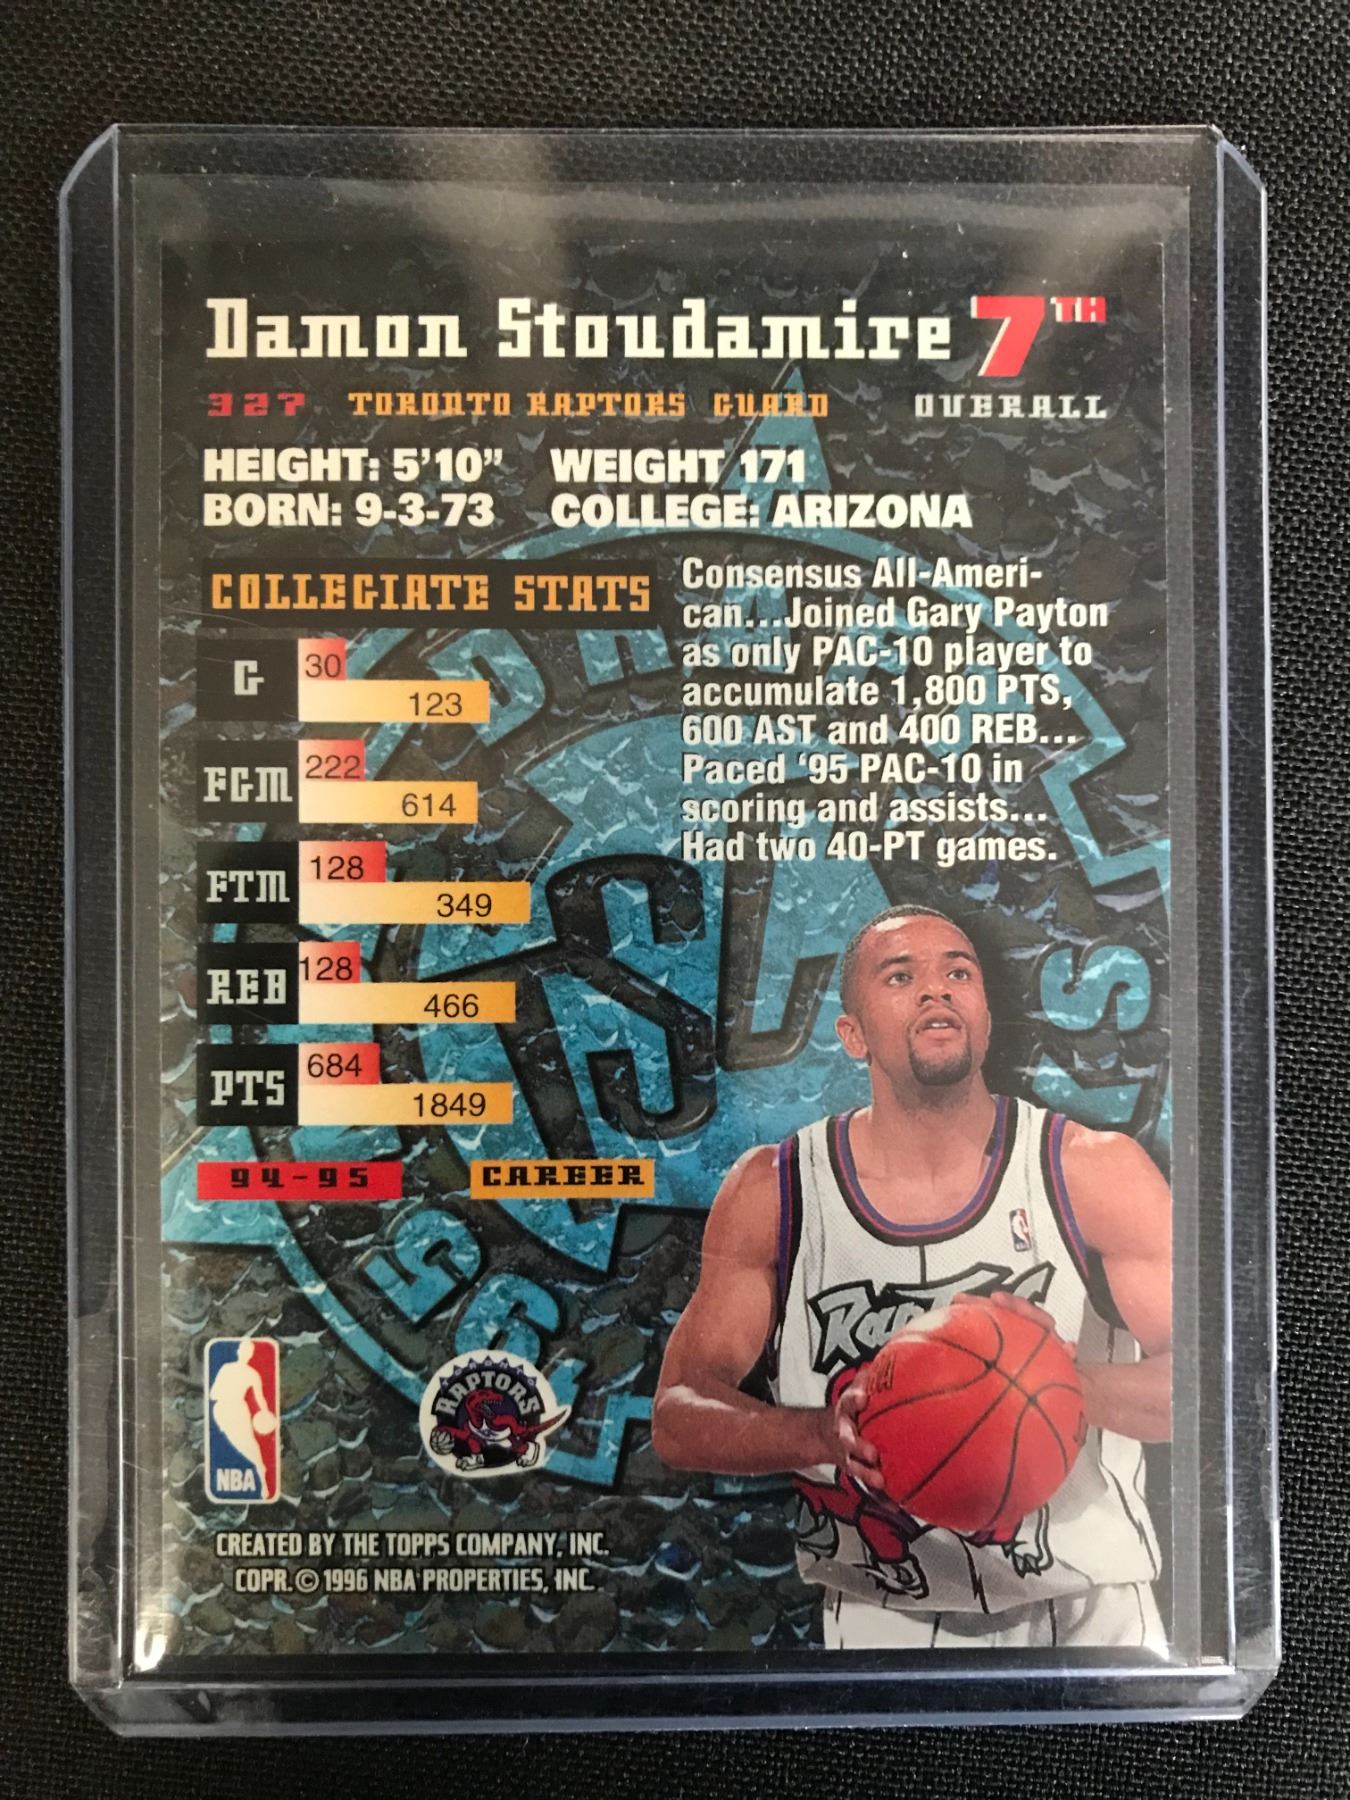 Damon Stoudamire 7TH
327 TORONTO RAPTORS GUARD OVERALL
HEIGHT: 5'10" WEIGHT 171
BORN: 9-3-73 COLLEGE: ARIZONA
COLLEGIATE STATS
G 30
123
FGM 222
614
FTM 128
349
REB 128
466
PTS 684
1849
94-95 CAREER
Consensus All-Ameri-
can...Joined Gary Payton
as only PAC-10 player to
accumulate 1,800 PTS,
600 AST and 400 REB...
Paced ‘95 PAC-10 in
scoring and assists...
Had two 40-PT games.
RAPTORS
NBA
CREATED BY THE TOPPS COMPANY, INC.
COPR. © 1996 NBA PROPERTIES, INC.